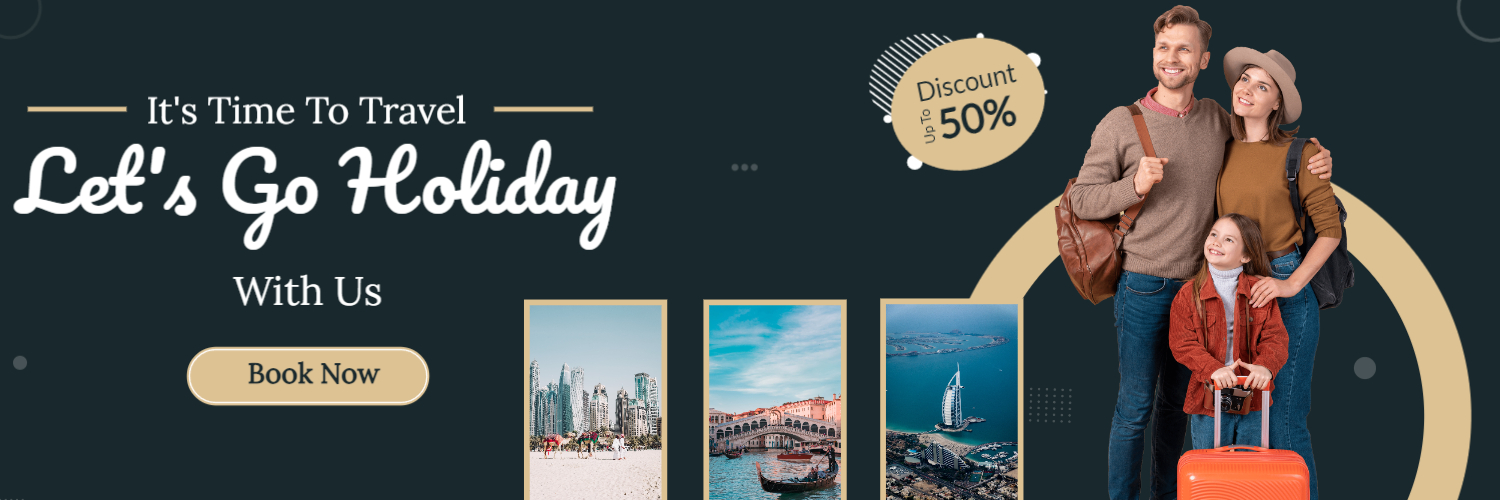 It's Time To Travel
Let's Go Holiday
With Us
Book Now
Discount
Up To 50%